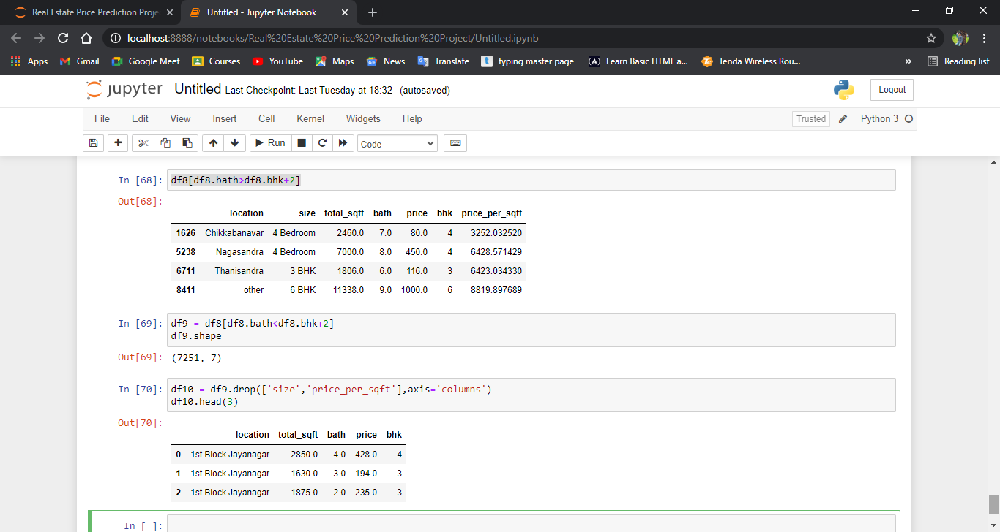 Real Estate Price Prediction Proje
Untitled - Jupyter Notebook
localhost:8888/notebooks/Real%20Estate%20Price%20Prediction%20Project/Untitled.ipynb
Apps Gmail Google Meet Courses YouTube Maps News Translate t typing master page Learn Basic HTML a... Tenda Wireless Rou... » Reading list
jupyter Untitled Last Checkpoint: Last Tuesday at 18:32 (autosaved) Logout
File Edit View Insert Cell Kernel Widgets Help Trusted Python 3
Run Code
In [68]: df8[df8.bath>df8.bhk+2]
Out[68]:
location size total_sqft bath price bhk price_per_sqft
1626 Chikkabanavar 4 Bedroom 2460.0 7.0 80.0 4 3252.032520
5238 Nagasandra 4 Bedroom 7000.0 8.0 450.0 4 6428.571429
6711 Thanisandra 3 BHK 1806.0 6.0 116.0 3 6423.034330
8411 other 6 BHK 11338.0 9.0 1000.0 6 8819.897689
In [69]: df9 = df8[df8.bath<df8.bhk+2]
df9.shape
Out[69]: (7251, 7)
In [70]: df10 = df9.drop(['size','price_per_sqft'],axis='columns')
df10.head(3)
Out[70]:
location total_sqft bath price bhk
0 1st Block Jayanagar 2850.0 4.0 428.0 4
1 1st Block Jayanagar 1630.0 3.0 194.0 3
2 1st Block Jayanagar 1875.0 2.0 235.0 3
In [ ]: